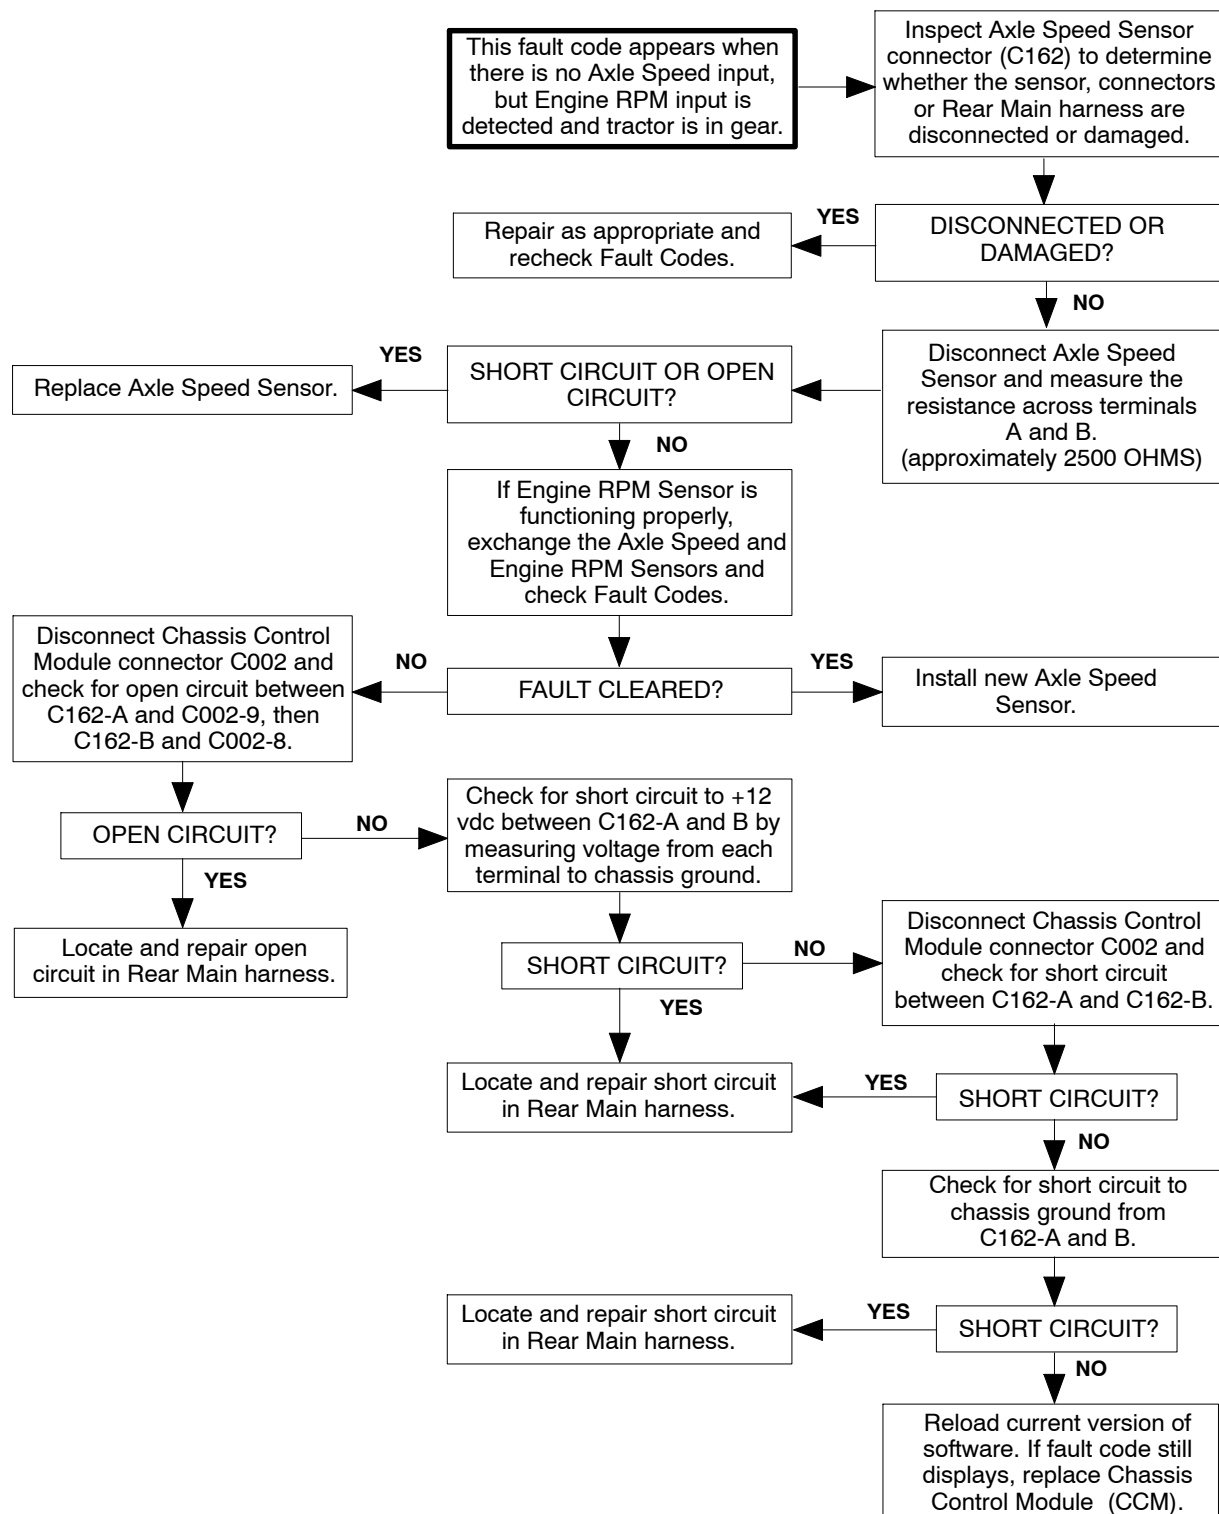 This fault code appears when
there is no Axle Speed input,
but Engine RPM input is
detected and tractor is in gear.
Inspect Axle Speed Sensor
connector (C162) to determine
whether the sensor, connectors
or Rear Main harness are
disconnected or damaged.
DISCONNECTED OR
DAMAGED?
YES
Repair as appropriate and
recheck Fault Codes.
NO
Disconnect Axle Speed
Sensor and measure the
resistance across terminals
A and B.
(approximately 2500 OHMS)
SHORT CIRCUIT OR OPEN
CIRCUIT?
YES
Replace Axle Speed Sensor.
NO
If Engine RPM Sensor is
functioning properly,
exchange the Axle Speed and
Engine RPM Sensors and
check Fault Codes.
FAULT CLEARED?
YES
Install new Axle Speed
Sensor.
NO
Disconnect Chassis Control
Module connector C002 and
check for open circuit between
C162-A and C002-9, then
C162-B and C002-8.
OPEN CIRCUIT?
YES
Locate and repair open
circuit in Rear Main harness.
NO
Check for short circuit to +12
vdc between C162-A and B by
measuring voltage from each
terminal to chassis ground.
SHORT CIRCUIT?
YES
NO
Disconnect Chassis Control
Module connector C002 and
check for short circuit
between C162-A and C162-B.
SHORT CIRCUIT?
YES
Locate and repair short circuit
in Rear Main harness.
NO
Check for short circuit to
chassis ground from
C162-A and B.
SHORT CIRCUIT?
YES
Locate and repair short circuit
in Rear Main harness.
NO
Reload current version of
software. If fault code still
displays, replace Chassis
Control Module (CCM).